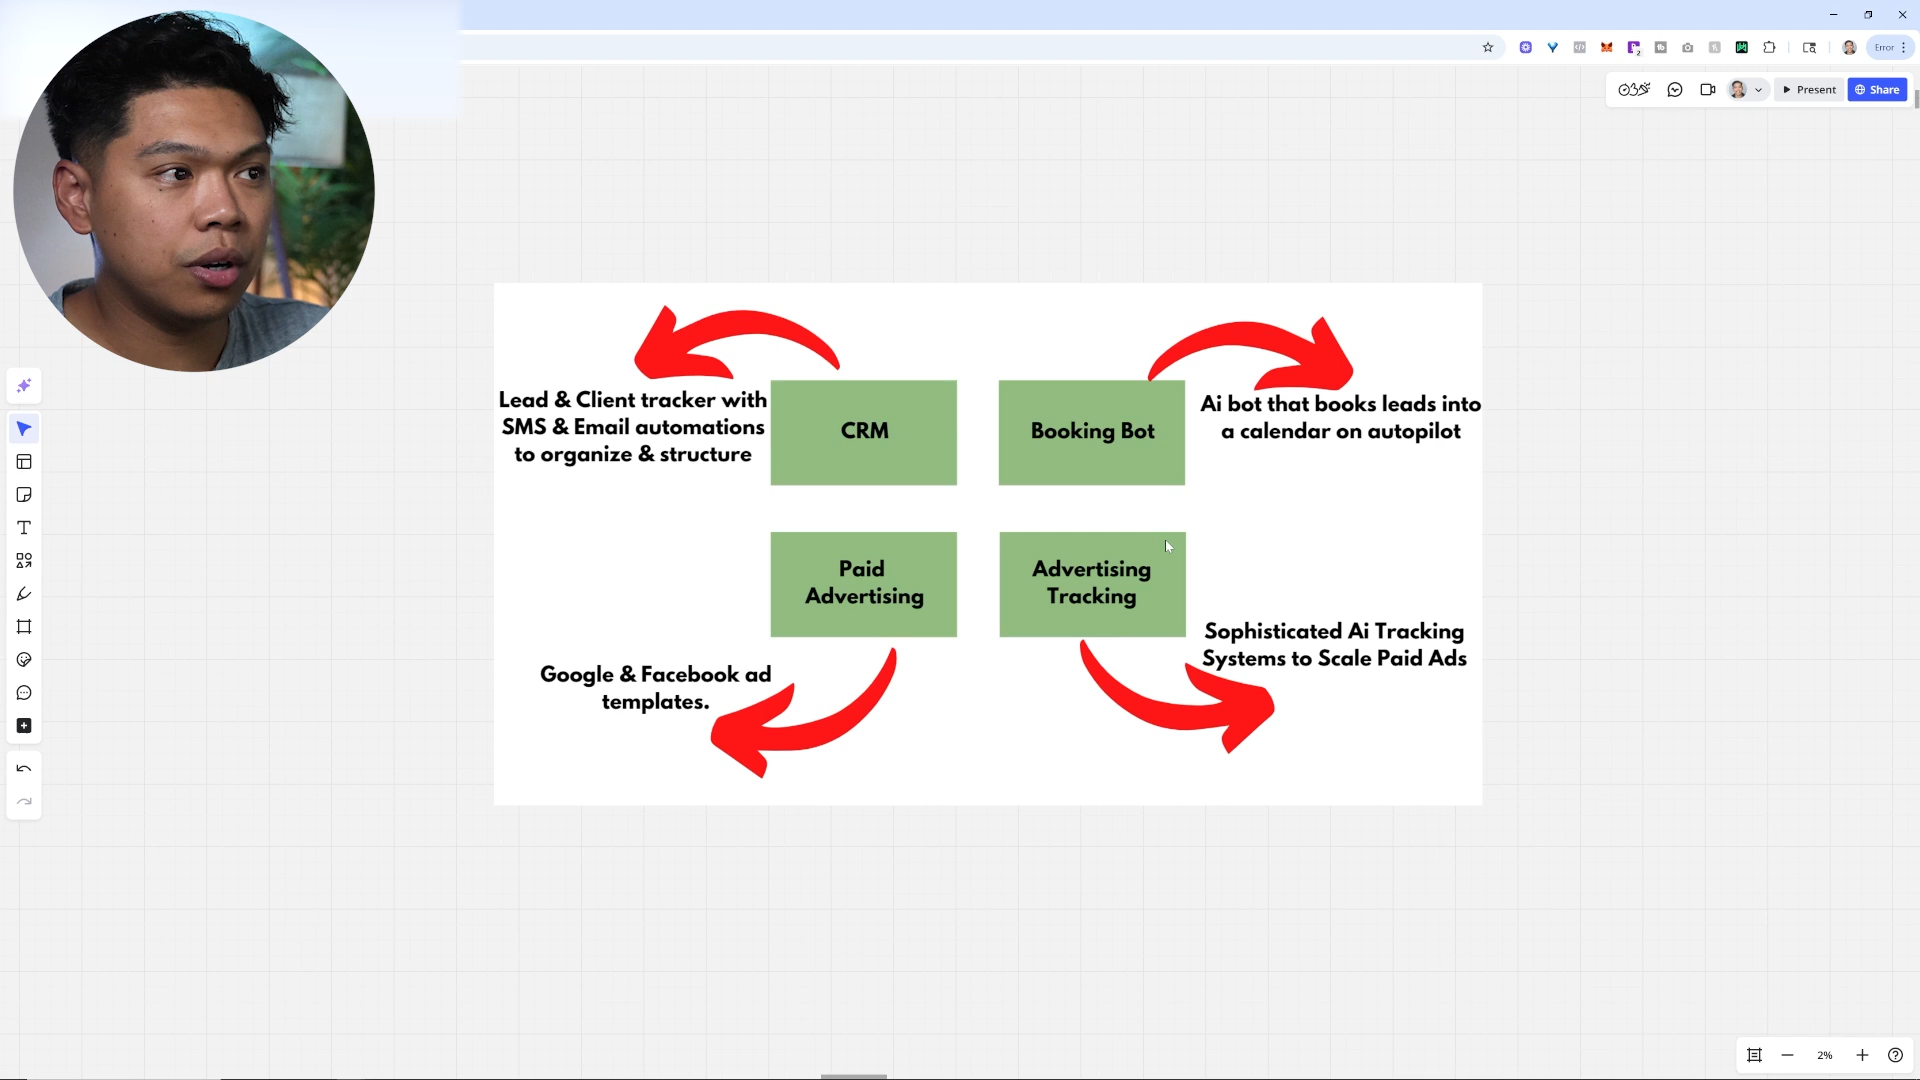 Error
Present
Share
Lead & Client tracker with
SMS & Email automations
to organize & structure
CRM
Booking Bot
Ai bot that books leads into
a calendar on autopilot
Paid
Advertising
Advertising
Tracking
Google & Facebook ad
templates.
Sophisticated Ai Tracking
Systems to Scale Paid Ads
2%